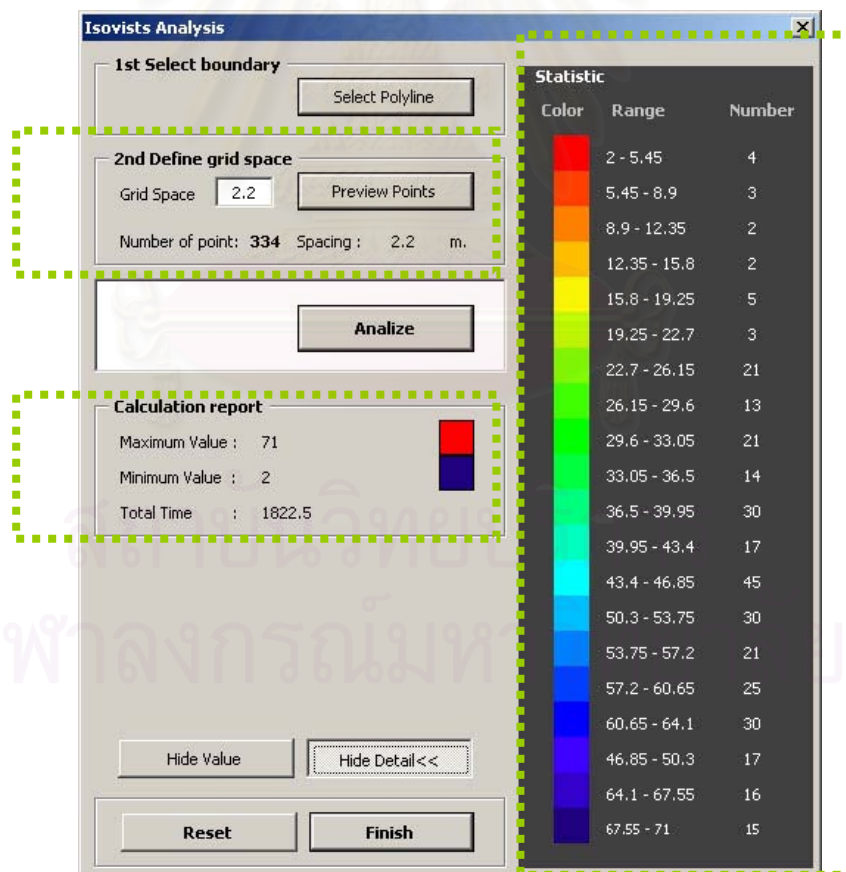 Isovists Analysis
1st Select boundary
Select Polyline
2nd Define grid space
Grid Space 2.2 Preview Points
Number of point: 334 Spacing : 2.2 m.
Analize
Calculation report
Maximum Value : 71
Minimum Value : 2
Total Time : 1822.5
Hide Value Hide Detail<<
Reset Finish
Statistic
Color Range Number
2 - 5.45 4
5.45 - 8.9 3
8.9 - 12.35 2
12.35 - 15.8 2
15.8 - 19.25 5
19.25 - 22.7 3
22.7 - 26.15 21
26.15 - 29.6 13
29.6 - 33.05 21
33.05 - 36.5 14
36.5 - 39.95 30
39.95 - 43.4 17
43.4 - 46.85 45
50.3 - 53.75 30
53.75 - 57.2 21
57.2 - 60.65 25
60.65 - 64.1 30
46.85 - 50.3 17
64.1 - 67.55 16
67.55 - 71 15